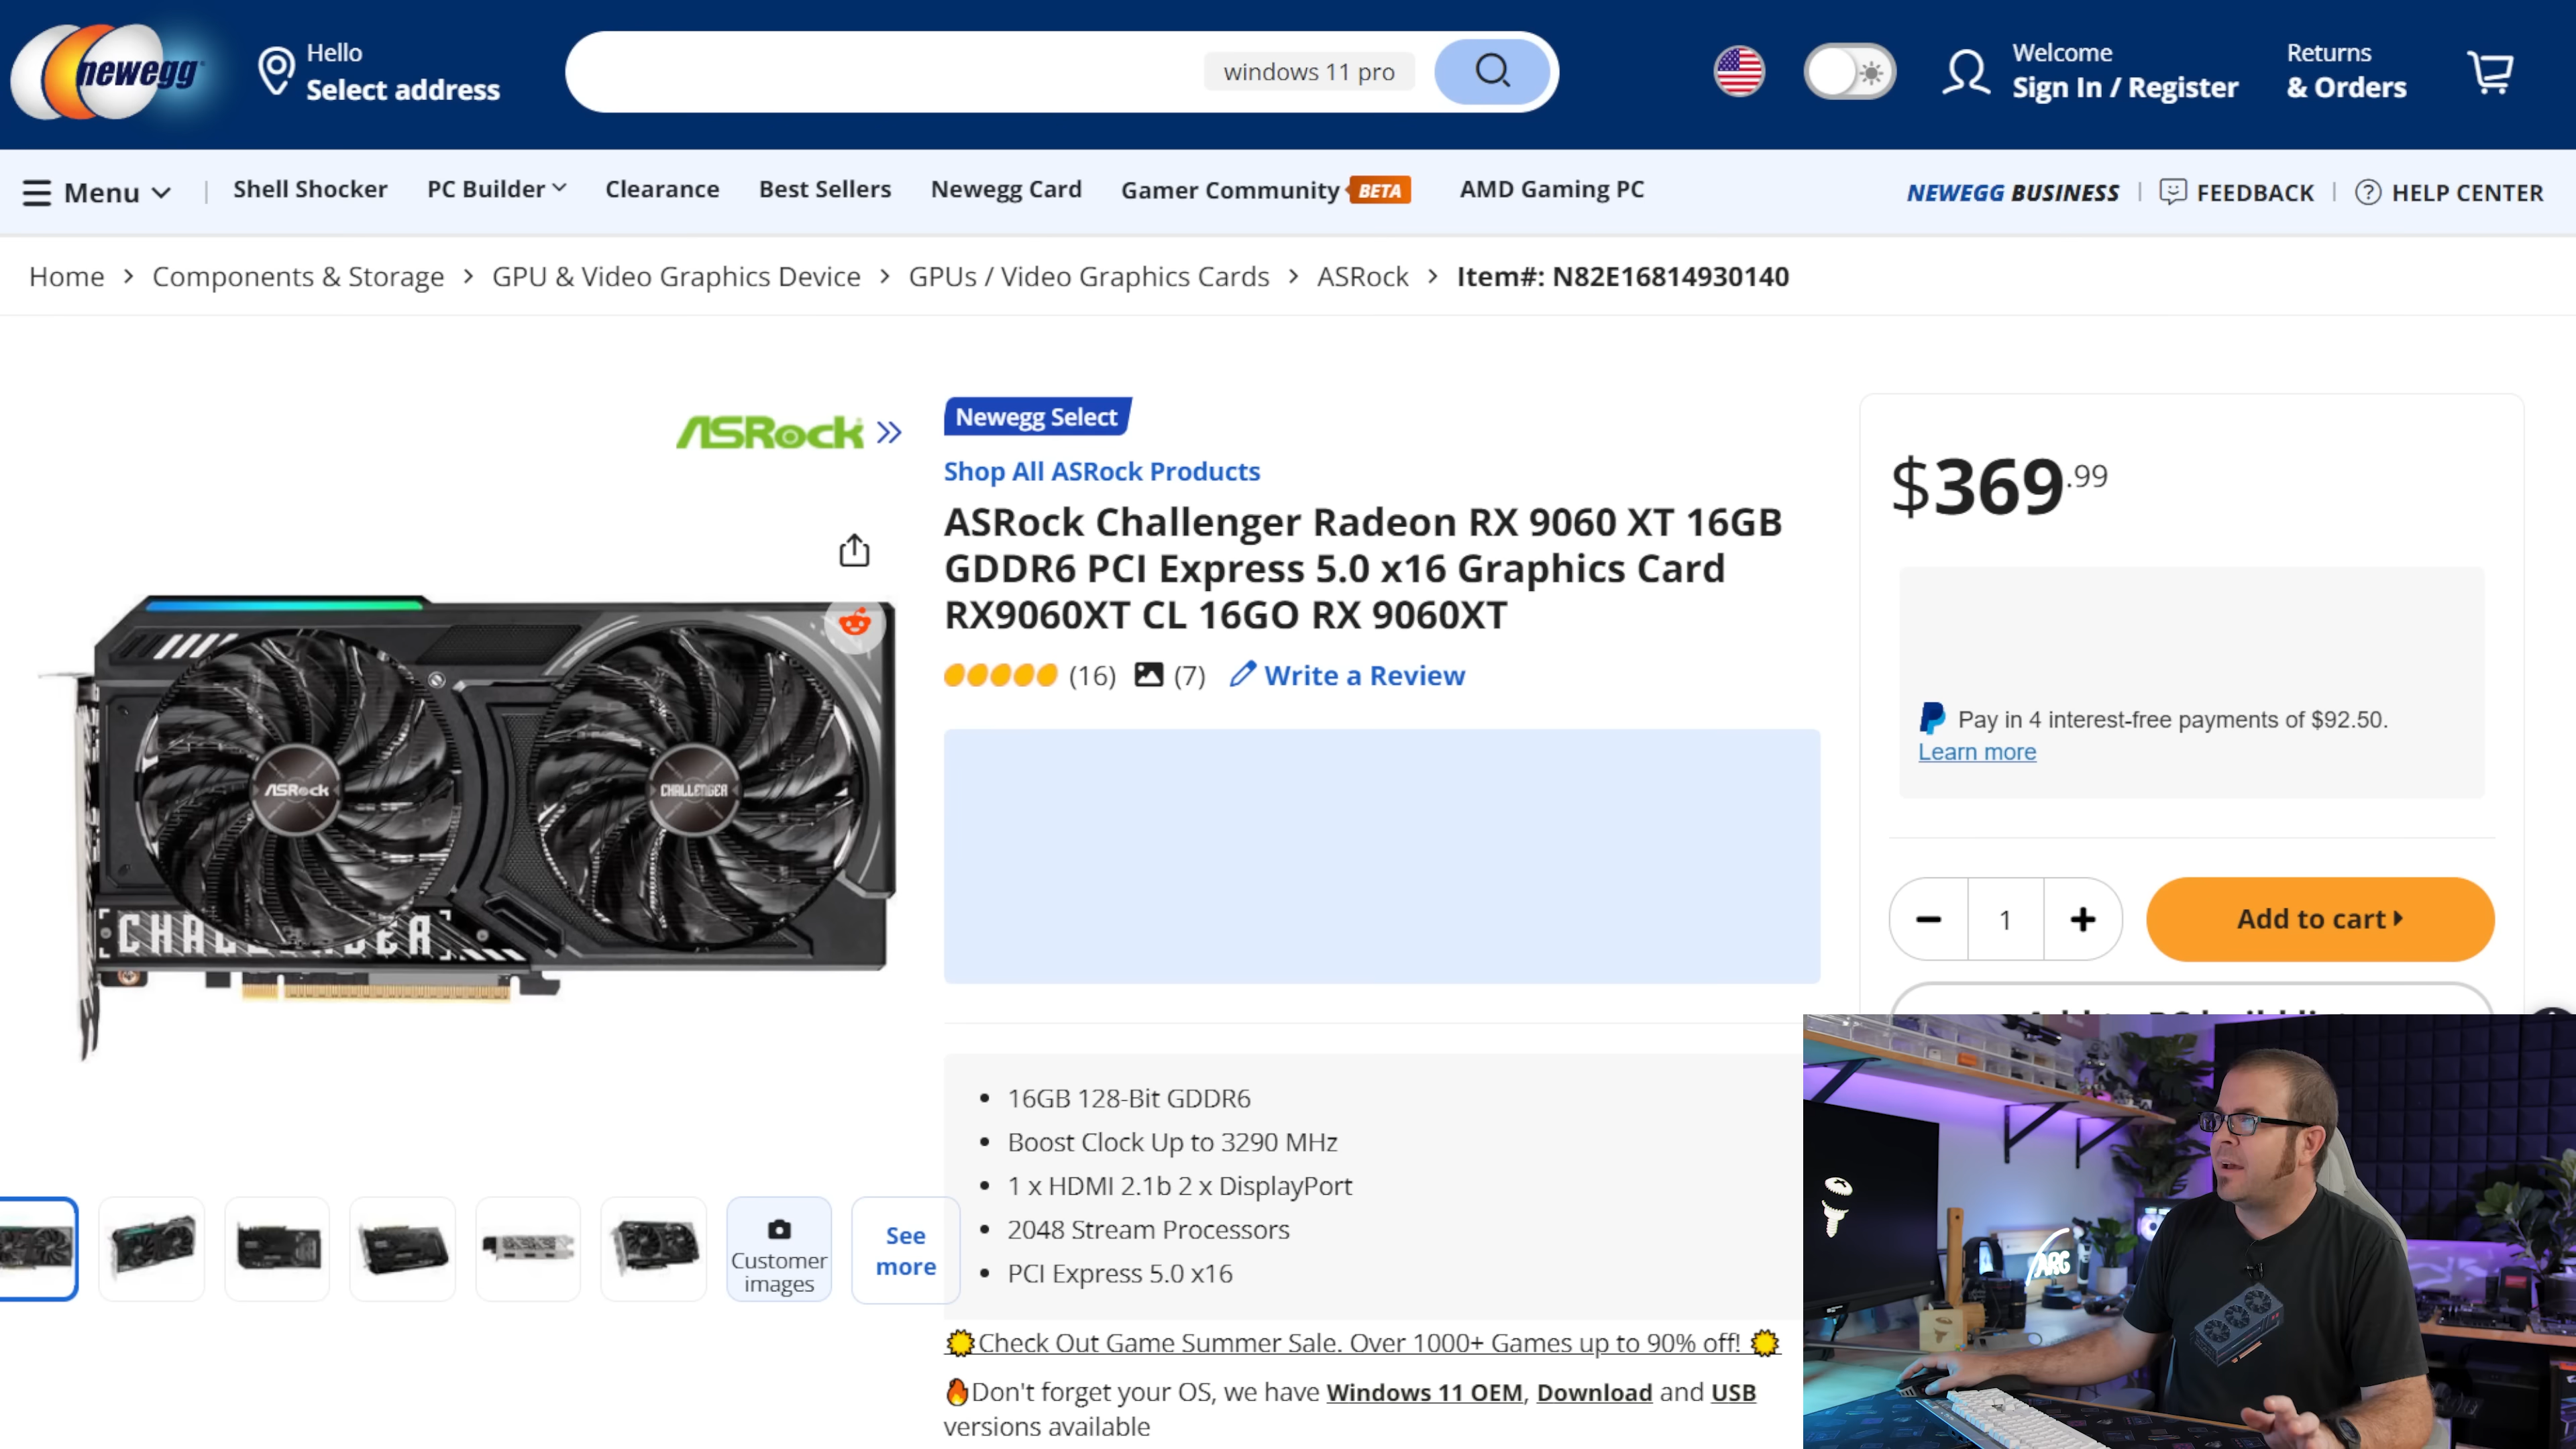 newegg
Hello
Select address
windows 11 pro
Welcome
Sign In / Register
Returns
& Orders
Menu
Shell Shocker
PC Builder
Clearance
Best Sellers
Newegg Card
Gamer Community
BETA
AMD Gaming PC
NEWEGG BUSINESS
FEEDBACK
HELP CENTER
Home > Components & Storage > GPU & Video Graphics Device > GPUs / Video Graphics Cards > ASRock > Item#: N82E16814930140
ASRock
Newegg Select
Shop All ASRock Products
ASRock Challenger Radeon RX 9060 XT 16GB
GDDR6 PCI Express 5.0 x16 Graphics Card
RX9060XT CL 16GO RX 9060XT
(16)
(7)
Write a Review
$369.99
Pay in 4 interest-free payments of $92.50.
Learn more
1
Add to cart
ASRock
CHALLENGER
16GB 128-Bit GDDR6
Boost Clock Up to 3290 MHz
1 x HDMI 2.1b 2 x DisplayPort
2048 Stream Processors
PCI Express 5.0 x16
Customer
images
See
more
Check Out Game Summer Sale. Over 1000+ Games up to 90% off!
Don't forget your OS, we have Windows 11 OEM, Download and USB
versions available
ARC